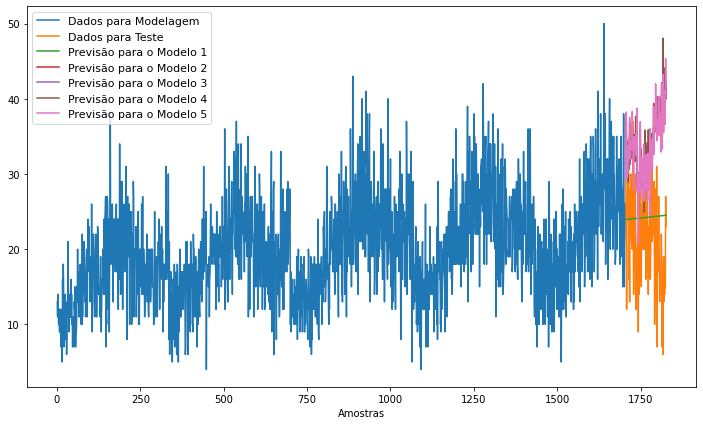 Dados para Modelagem
Dados para Teste
Previsão para o Modelo 1
Previsão para o Modelo 2
Previsão para o Modelo 3
Previsão para o Modelo 4
Previsão para o Modelo 5
50
40
30
20
10
0 250 500 750 1000 1250 1500 1750
Amostras